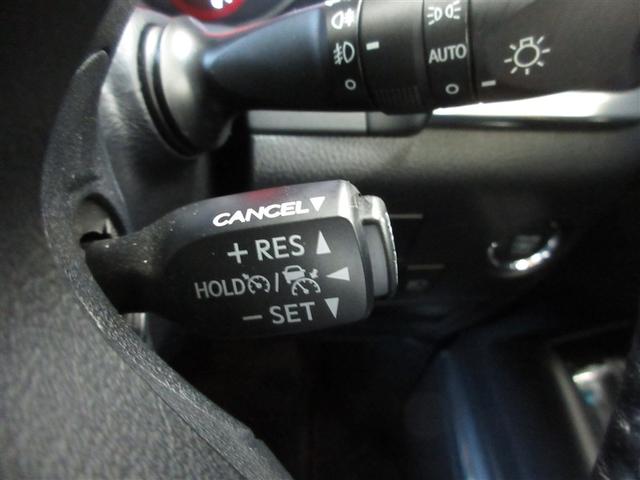 AUTO
CANCEL
+ RES
HOLD /
- SET